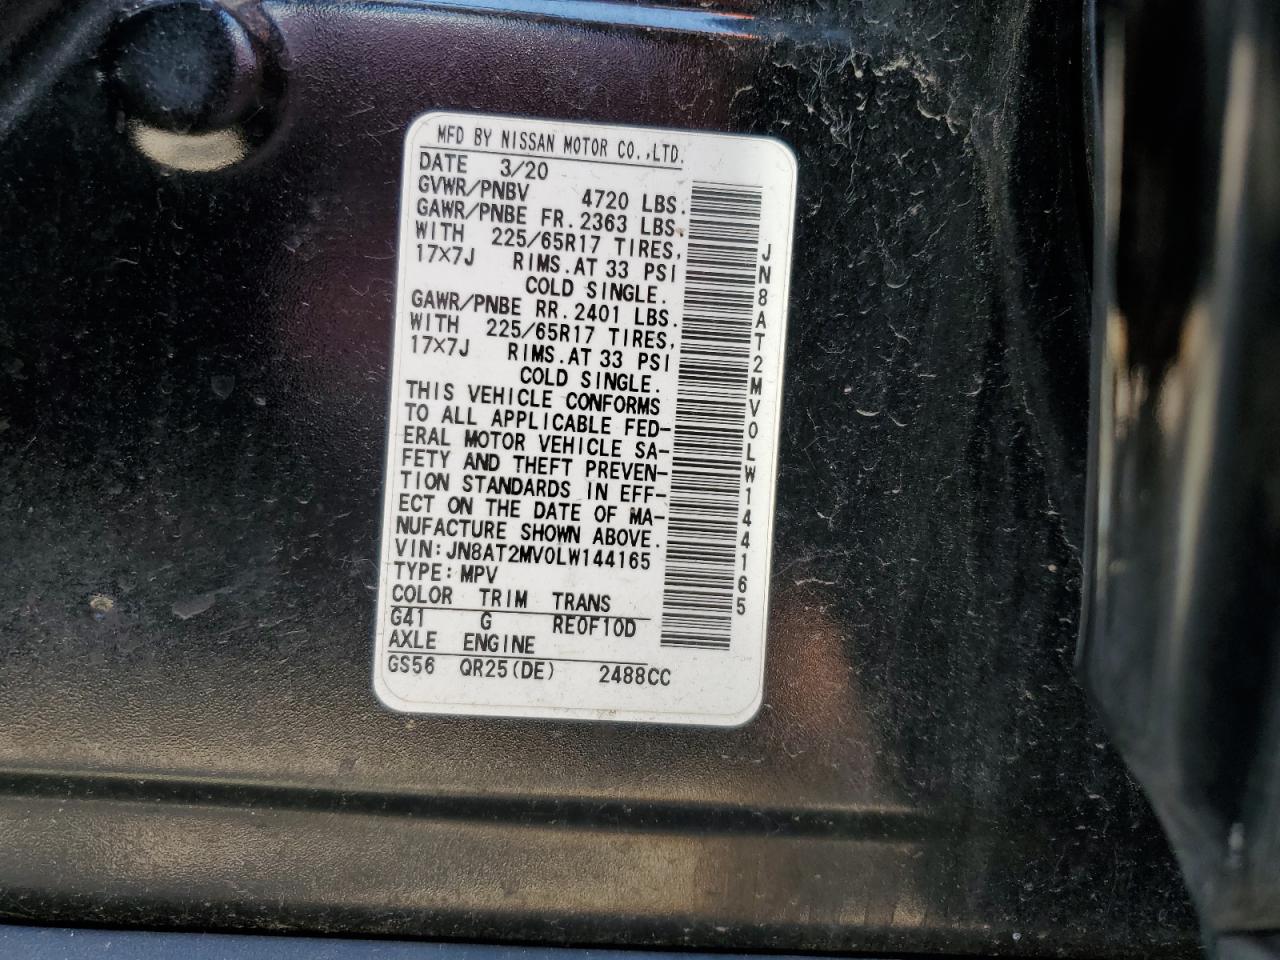 MFD BY NISSAN MOTOR CO.,LTD.
DATE 3/20
GVWR/PNBV 4720 LBS.
GAWR/PNBE FR. 2363 LBS.
WITH 225/65R17 TIRES,
17×7J RIMS. AT 33 PSI
COLD SINGLE.
GAWR/PNBE RR. 2401 LBS.
WITH 225/65R17 TIRES,
17×7J RIMS. AT 33 PSI
COLD SINGLE.
THIS VEHICLE CONFORMS
TO ALL APPLICABLE FED-
ERAL MOTOR VEHICLE SA-
FETY AND THEFT PREVEN-
TION STANDARDS IN EFF-
ECT ON THE DATE OF MA-
NUFACTURE SHOWN ABOVE.
VIN: JN8AT2MV0LW144165
TYPE: MPV
COLOR TRIM TRANS
G41 G RE0F10D
AXLE ENGINE
GS56 QR25(DE) 2488CC
JN8AT2MV0LW144165